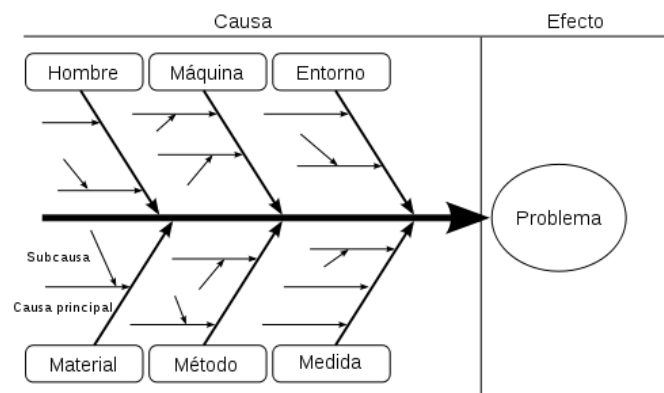 Causa
Efecto
Hombre
Máquina
Entorno
Problema
Subcausa
Causa principal
Material
Método
Medida